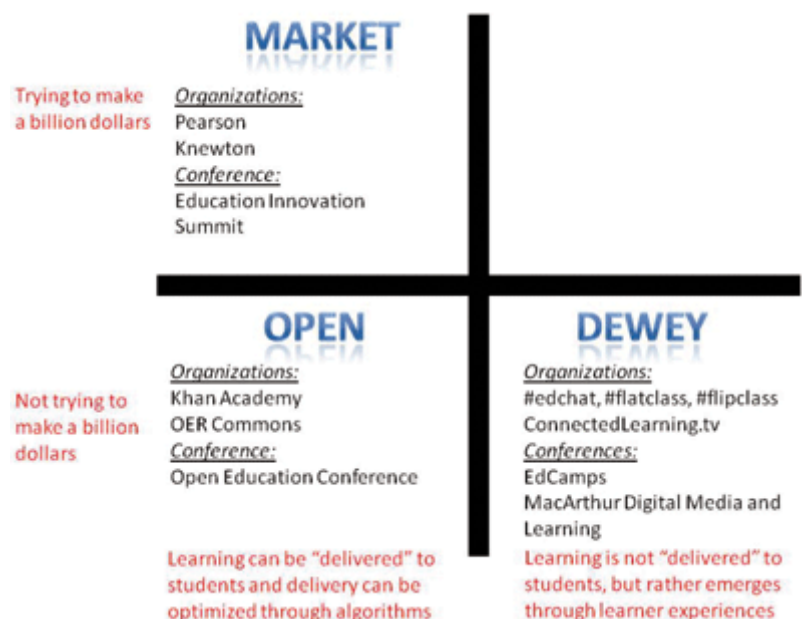 MARKET
Trying to make
a billion dollars
Organizations:
Pearson
Knewton
Conference:
Education Innovation
Summit
OPEN
Not trying to
make a billion
dollars
Organizations:
Khan Academy
OER Commons
Conference:
Open Education Conference
Learning can be “delivered” to
students and delivery can be
optimized through algorithms
DEWEY
Organizations:
#edchat, #flatclass, #flipclass
ConnectedLearning.tv
Conferences:
EdCamps
MacArthur Digital Media and
Learning
Learning is not “delivered” to
students, but rather emerges
through learner experiences